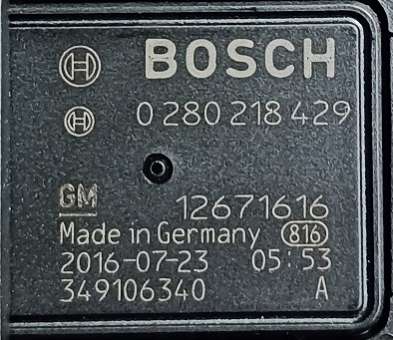 BOSCH
0 280 218 429
GM 12671616
Made in Germany 816
2016-07-23 05:53
349106340 A